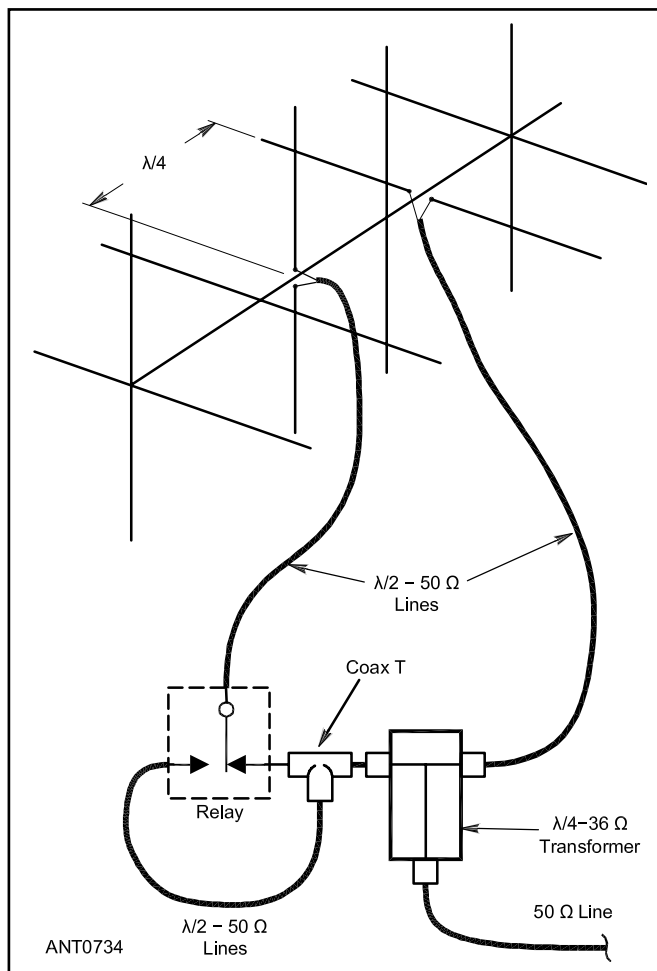 λ/4
λ/2 − 50 Ω
Lines
Coax T
Relay
λ/4−36 Ω
Transformer
λ/2 − 50 Ω
Lines
50 Ω Line
ANT0734